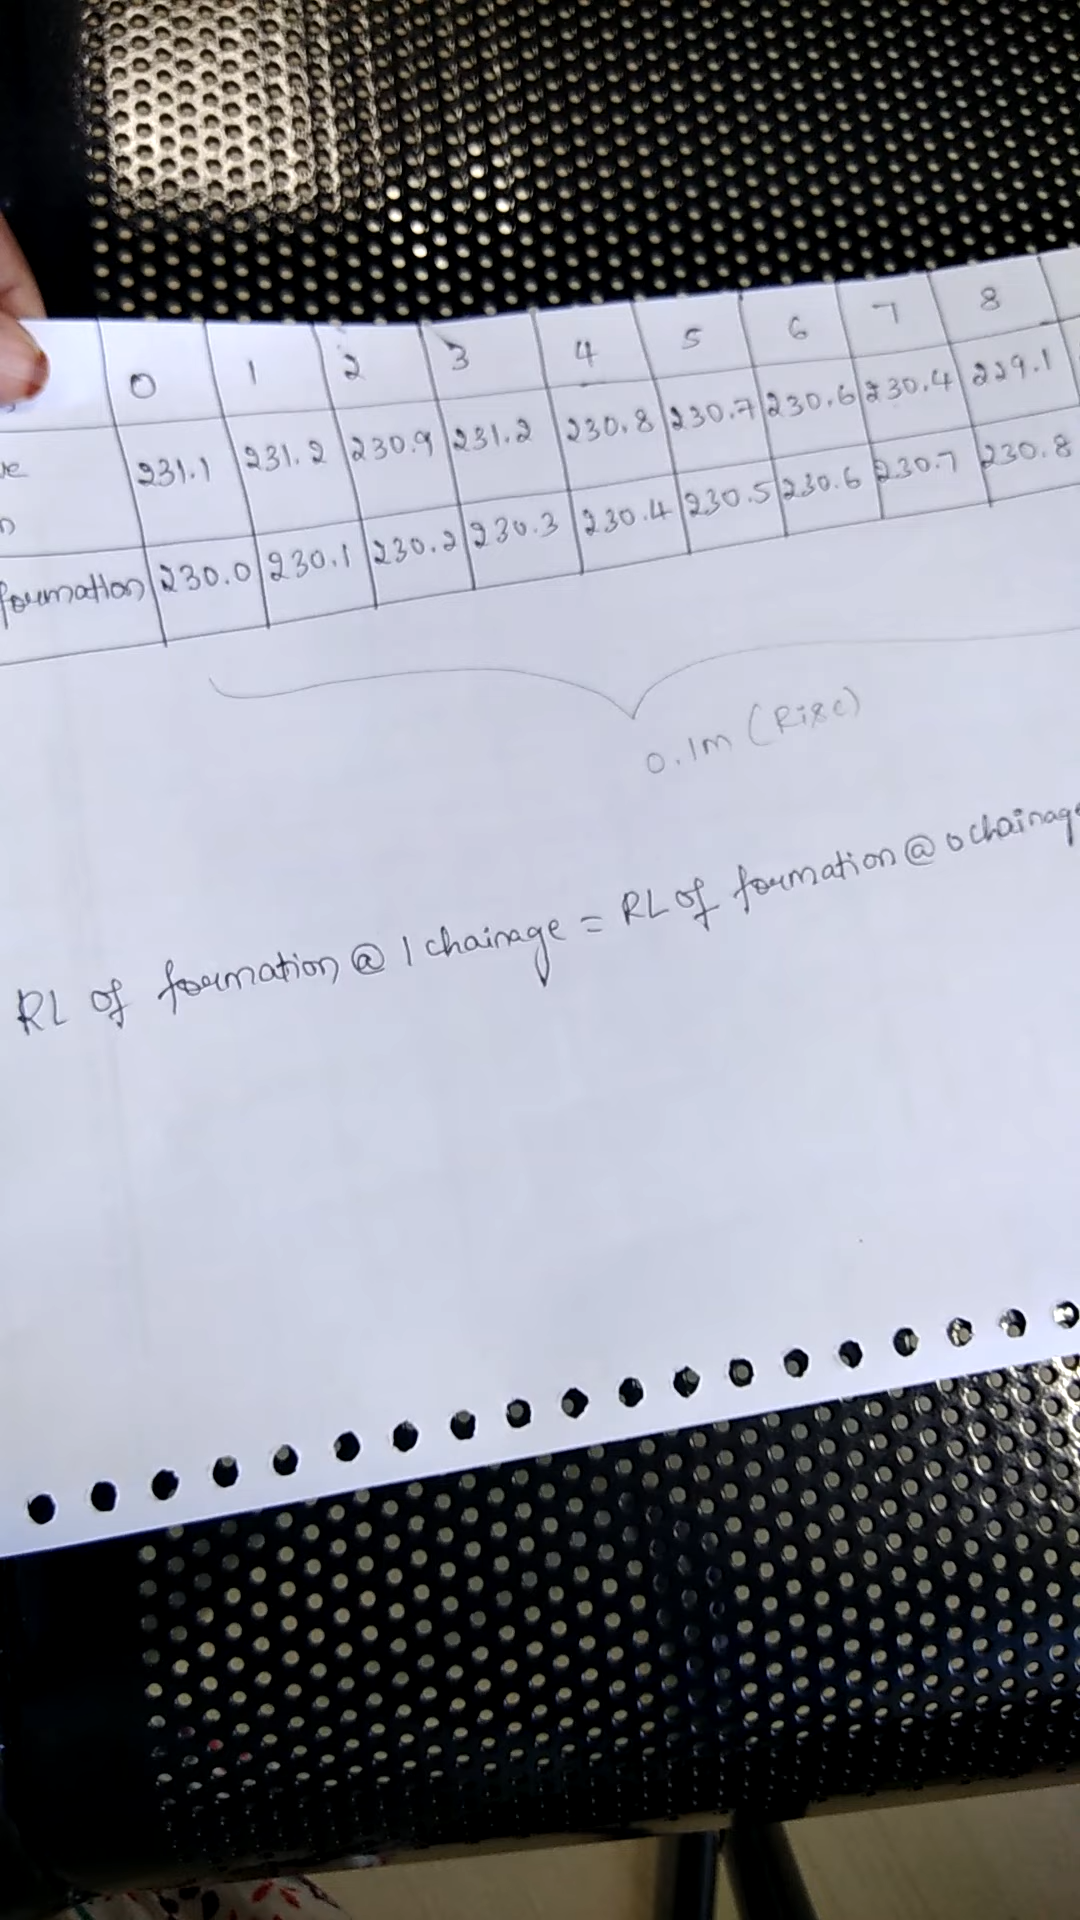 0 1 2 3 4 5 6 7 8
231.1 231.2 230.9 231.2 230.8 230.7 230.6 230.4 229.1
formation 230.0 230.1 230.2 230.3 230.4 230.5 230.6 230.7 230.8
0.1m (Rise)
RL of formation @ 1 chainage = RL of formation @ 0 chainage